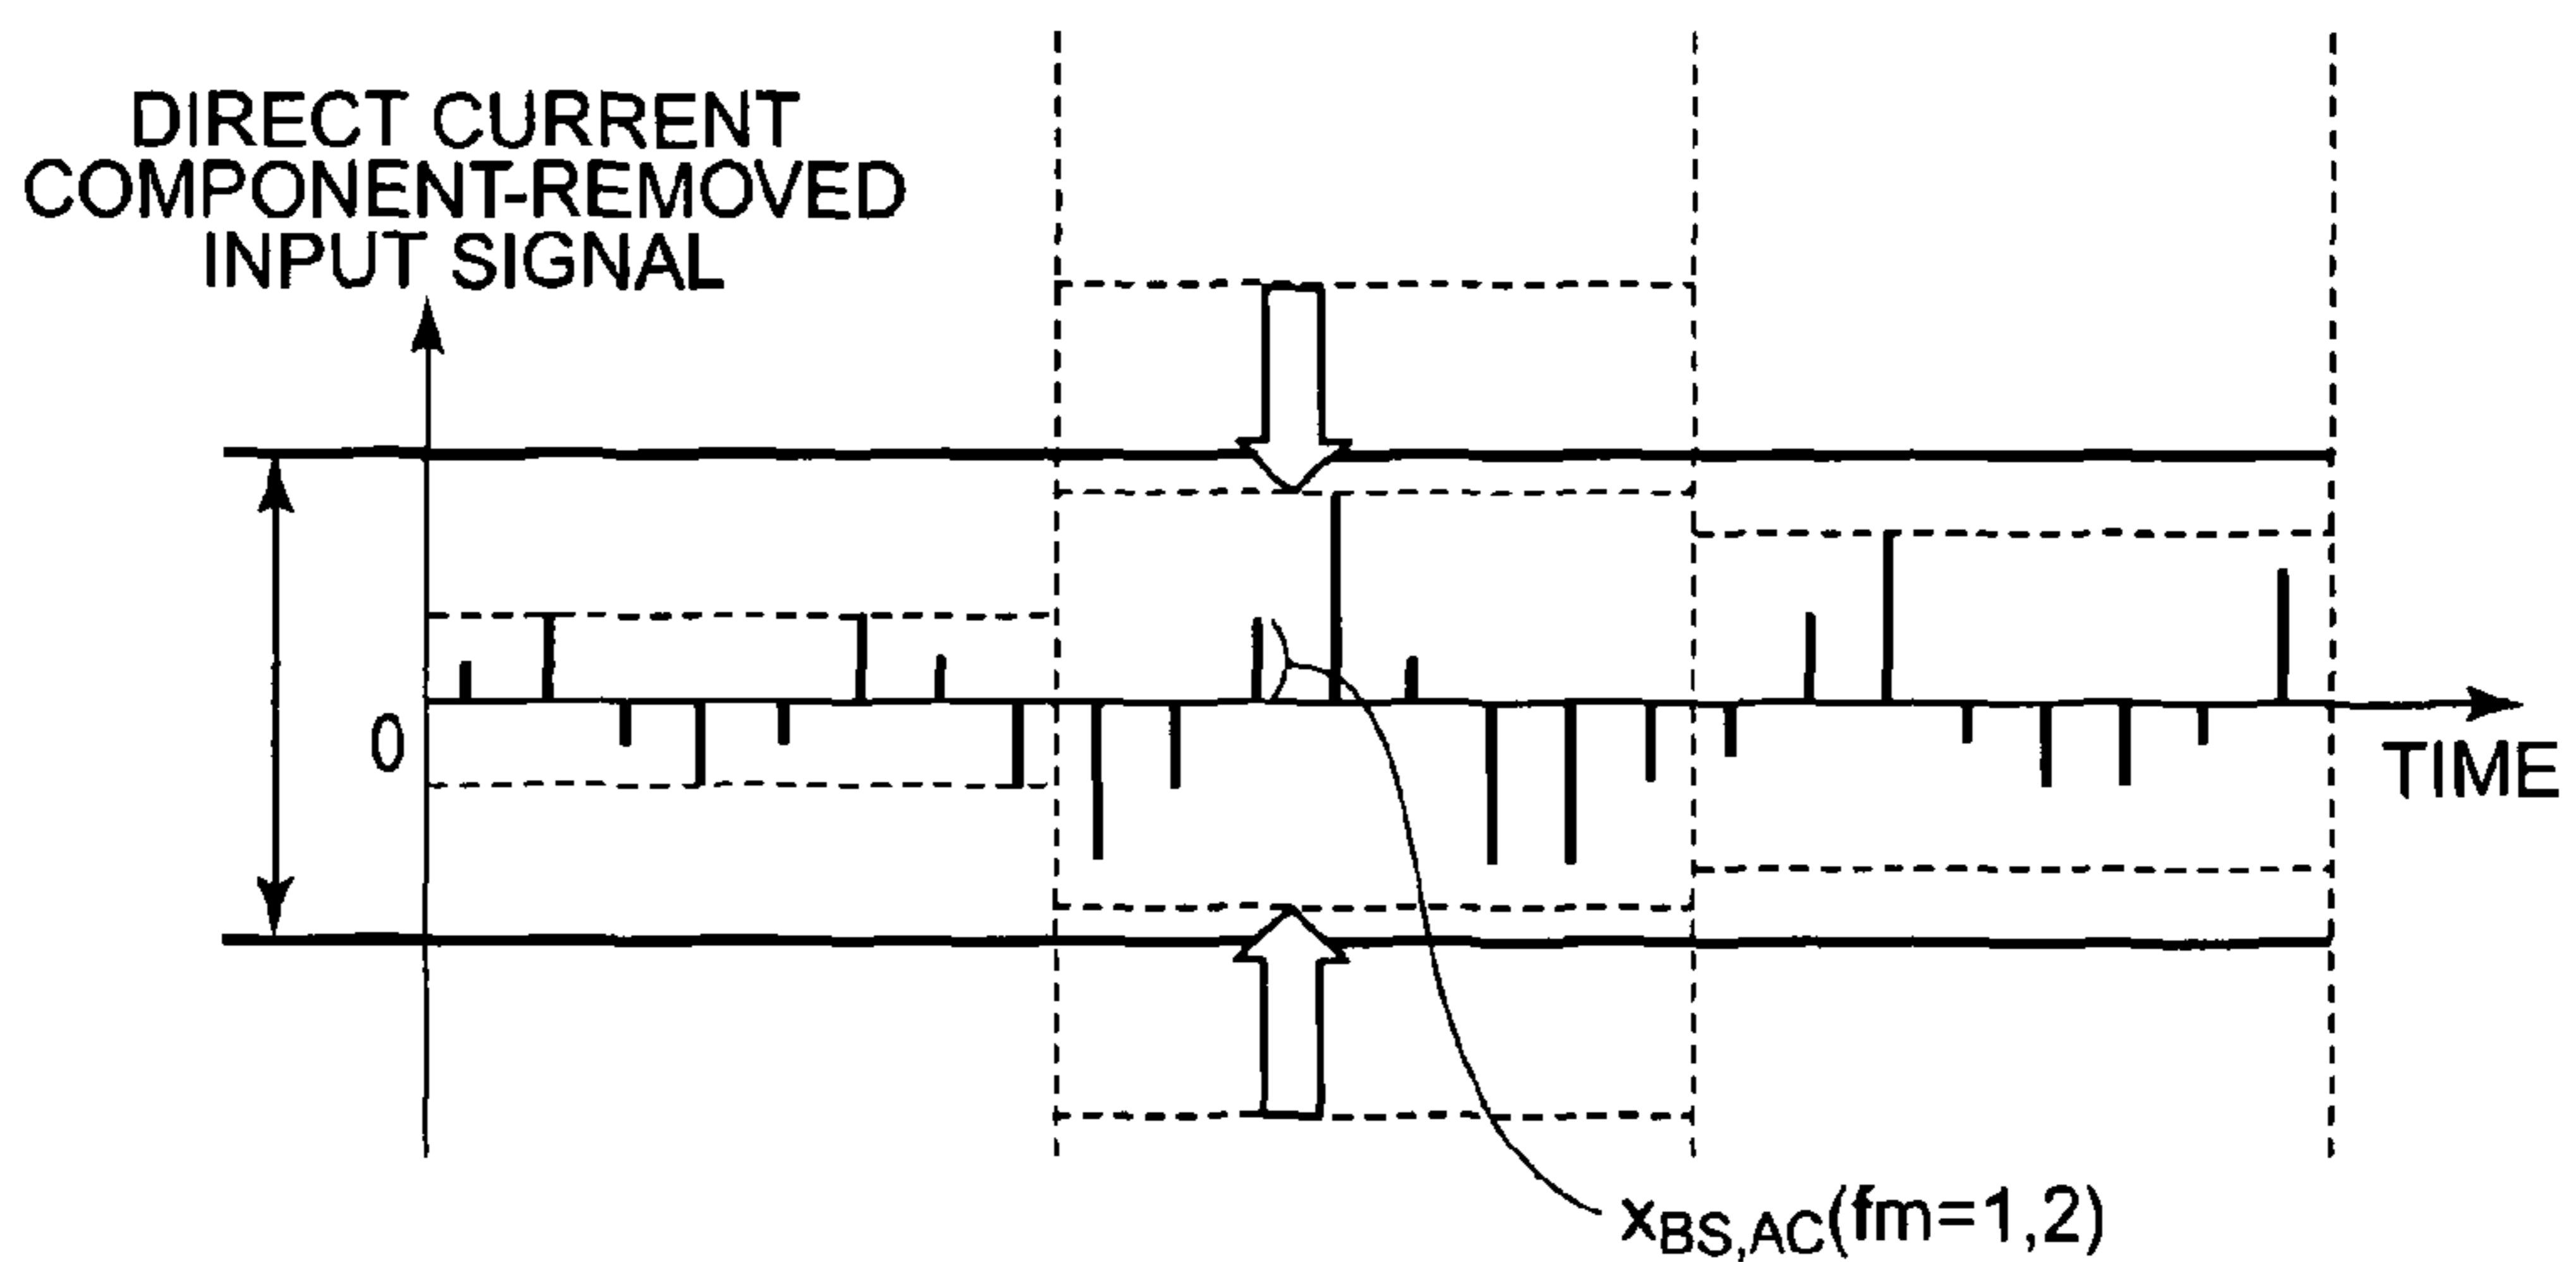 DIRECT CURRENT
COMPONENT-REMOVED
INPUT SIGNAL
0
TIME
xBS,AC(fm=1,2)